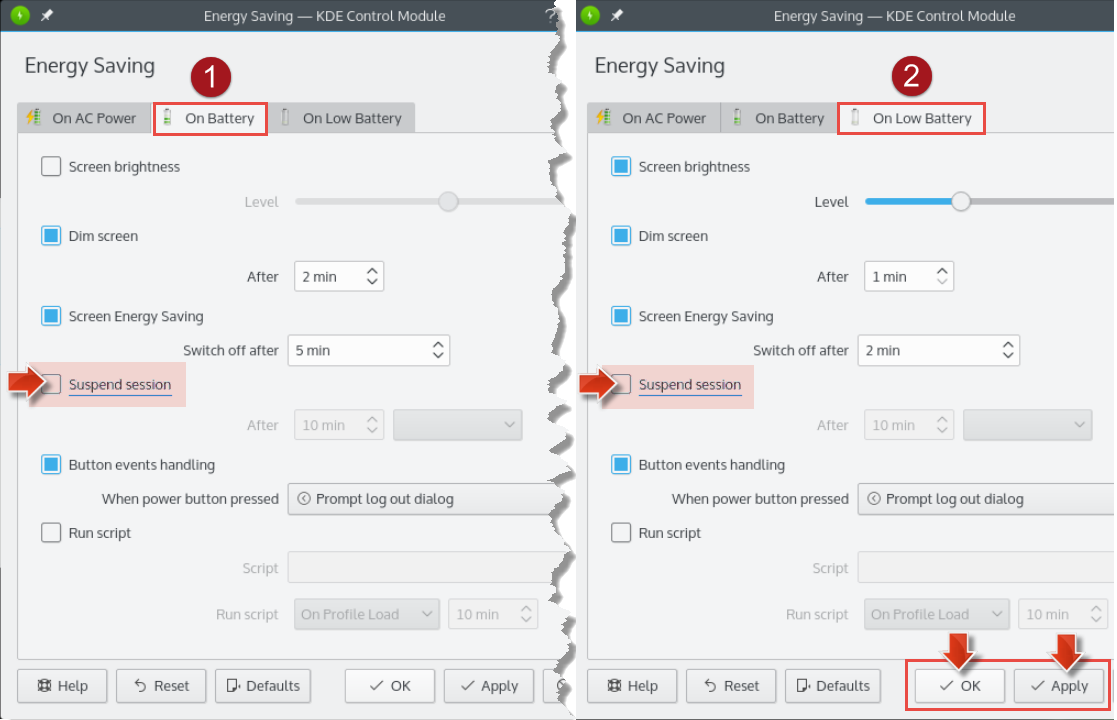 Energy Saving — KDE Control Module
?
Energy Saving
1
On AC Power
On Battery
On Low Battery
Screen brightness
Level
Dim screen
After
2 min
Screen Energy Saving
Switch off after
5 min
Suspend session
After
10 min
Button events handling
When power button pressed
Prompt log out dialog
Run script
Script
Run script
On Profile Load
10 min
Help
Reset
Defaults
OK
Apply
Energy Saving — KDE Control Module
Energy Saving
2
On AC Power
On Battery
On Low Battery
Screen brightness
Level
Dim screen
After
1 min
Screen Energy Saving
Switch off after
2 min
Suspend session
After
10 min
Button events handling
When power button pressed
Prompt log out dialog
Run script
Script
Run script
On Profile Load
10 min
Help
Reset
Defaults
OK
Apply